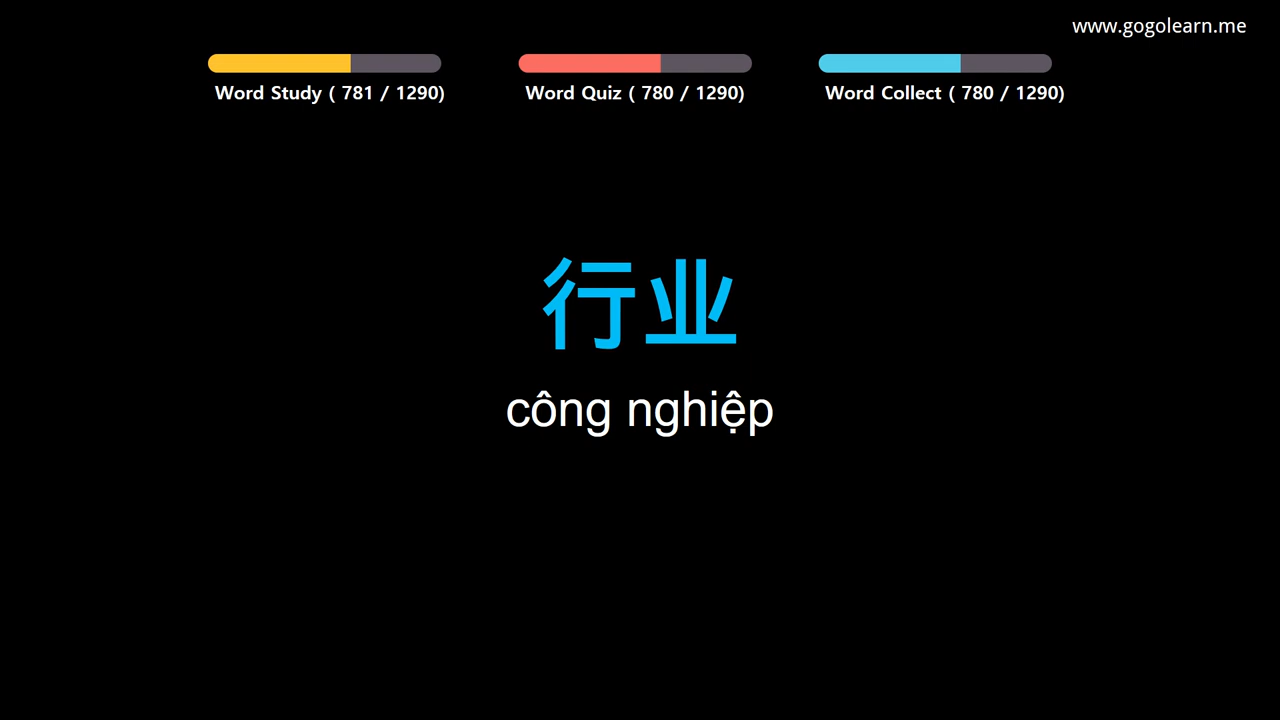 www.gogolearn.me
Word Study ( 781 / 1290)
Word Quiz ( 780 / 1290)
Word Collect ( 780 / 1290)
行业
công nghiệp